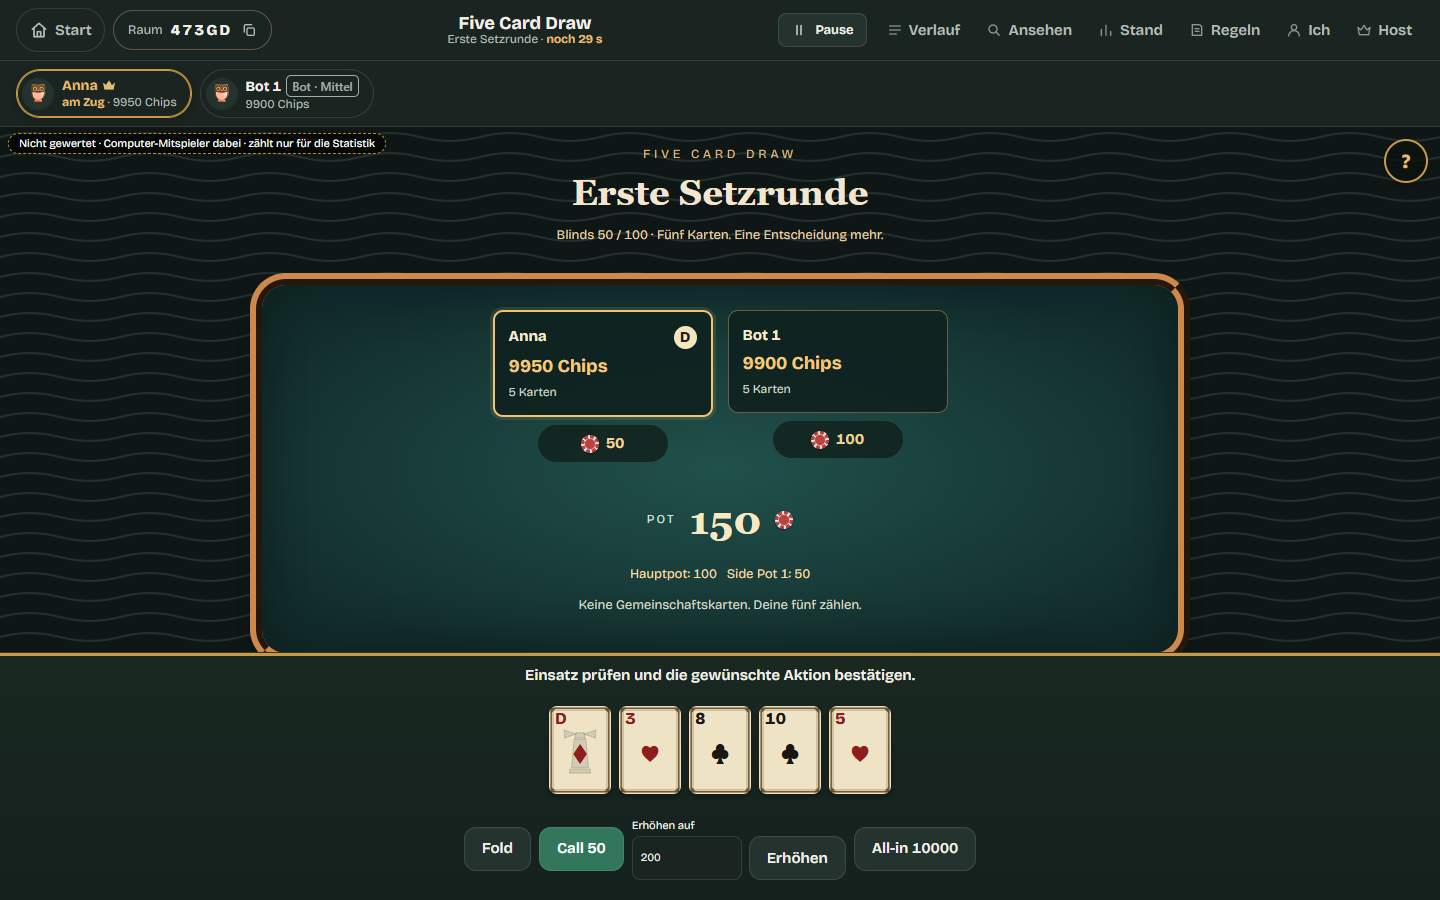 Start
Raum 473GD
Five Card Draw
Erste Setzrunde · noch 29 s
Pause
Verlauf
Ansehen
Stand
Regeln
Ich
Host
Anna
am Zug · 9950 Chips
Bot 1 Bot · Mittel
9900 Chips
Nicht gewertet · Computer-Mitspieler dabei · zählt nur für die Statistik
?
FIVE CARD DRAW
Erste Setzrunde
Blinds 50 / 100 · Fünf Karten. Eine Entscheidung mehr.
Anna D
9950 Chips
5 Karten
50
Bot 1
9900 Chips
5 Karten
100
POT 150
Hauptpot: 100 Side Pot 1: 50
Keine Gemeinschaftskarten. Deine fünf zählen.
Einsatz prüfen und die gewünschte Aktion bestätigen.
D 3 8 10 5
Fold
Call 50
Erhöhen auf
200
Erhöhen
All-in 10000